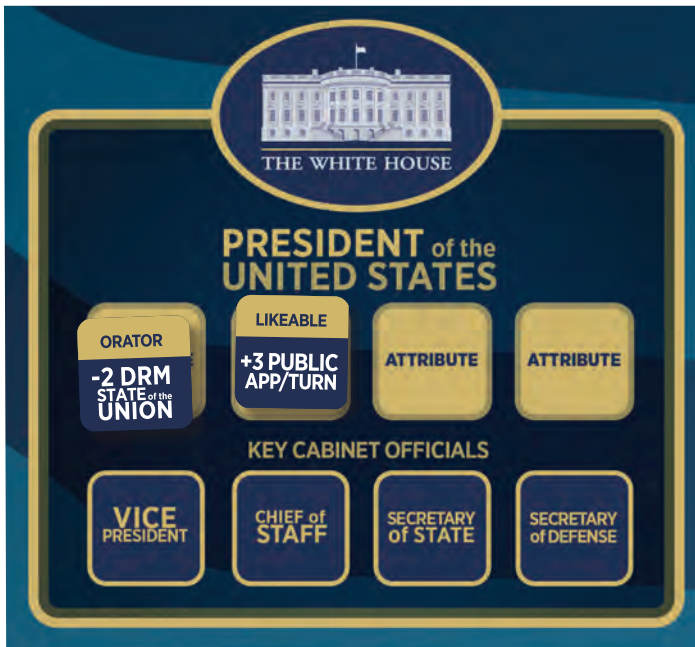 THE WHITE HOUSE
PRESIDENT of the
UNITED STATES
ORATOR
-2 DRM
STATE of the
UNION
LIKEABLE
+3 PUBLIC
APP/TURN
ATTRIBUTE
ATTRIBUTE
KEY CABINET OFFICIALS
VICE
PRESIDENT
CHIEF of
STAFF
SECRETARY
of STATE
SECRETARY
of DEFENSE